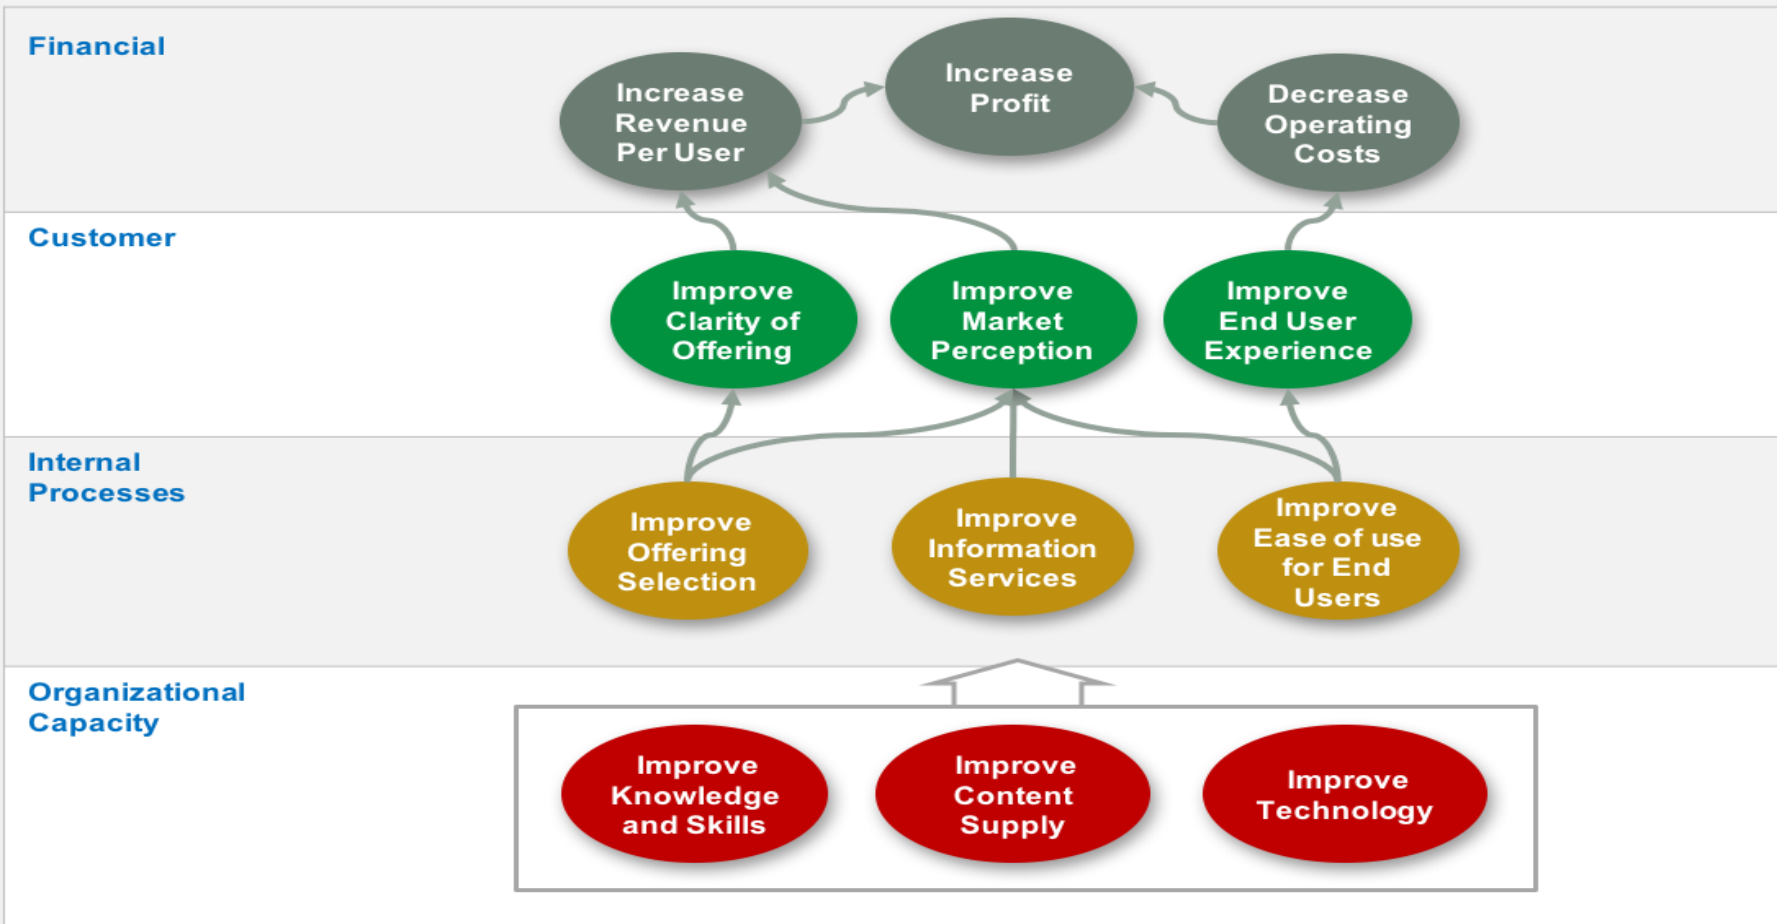 Financial
Increase
Revenue
Per User
Increase
Profit
Decrease
Operating
Costs
Customer
Improve
Clarity of
Offering
Improve
Market
Perception
Improve
End User
Experience
Internal
Processes
Improve
Offering
Selection
Improve
Information
Services
Improve
Ease of use
for End
Users
Organizational
Capacity
Improve
Knowledge
and Skills
Improve
Content
Supply
Improve
Technology